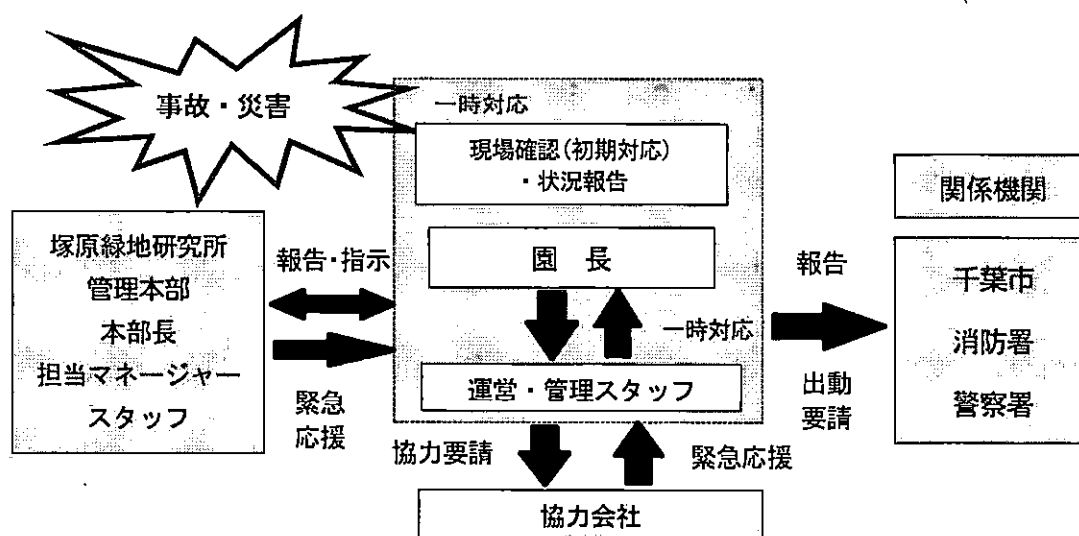 事故・災害
一時対応
現場確認(初期対応)
・状況報告
関係機関
塚原緑地研究所
管理本部
本部長
担当マネージャー
スタッフ
報告・指示
緊急
応援
園　長
一時対応
運営・管理スタッフ
報告
出動
要請
千葉市
消防署
警察署
協力要請
緊急応援
協力会社